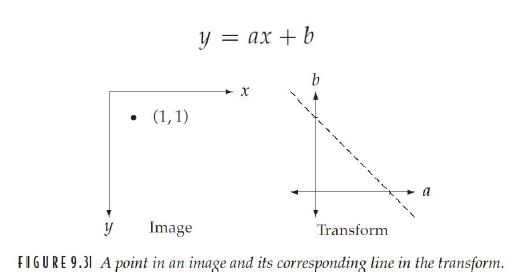 y = ax + b
b
x
(1, 1)
a
y
Image
Transform
FIGURE 9.31 A point in an image and its corresponding line in the transform.